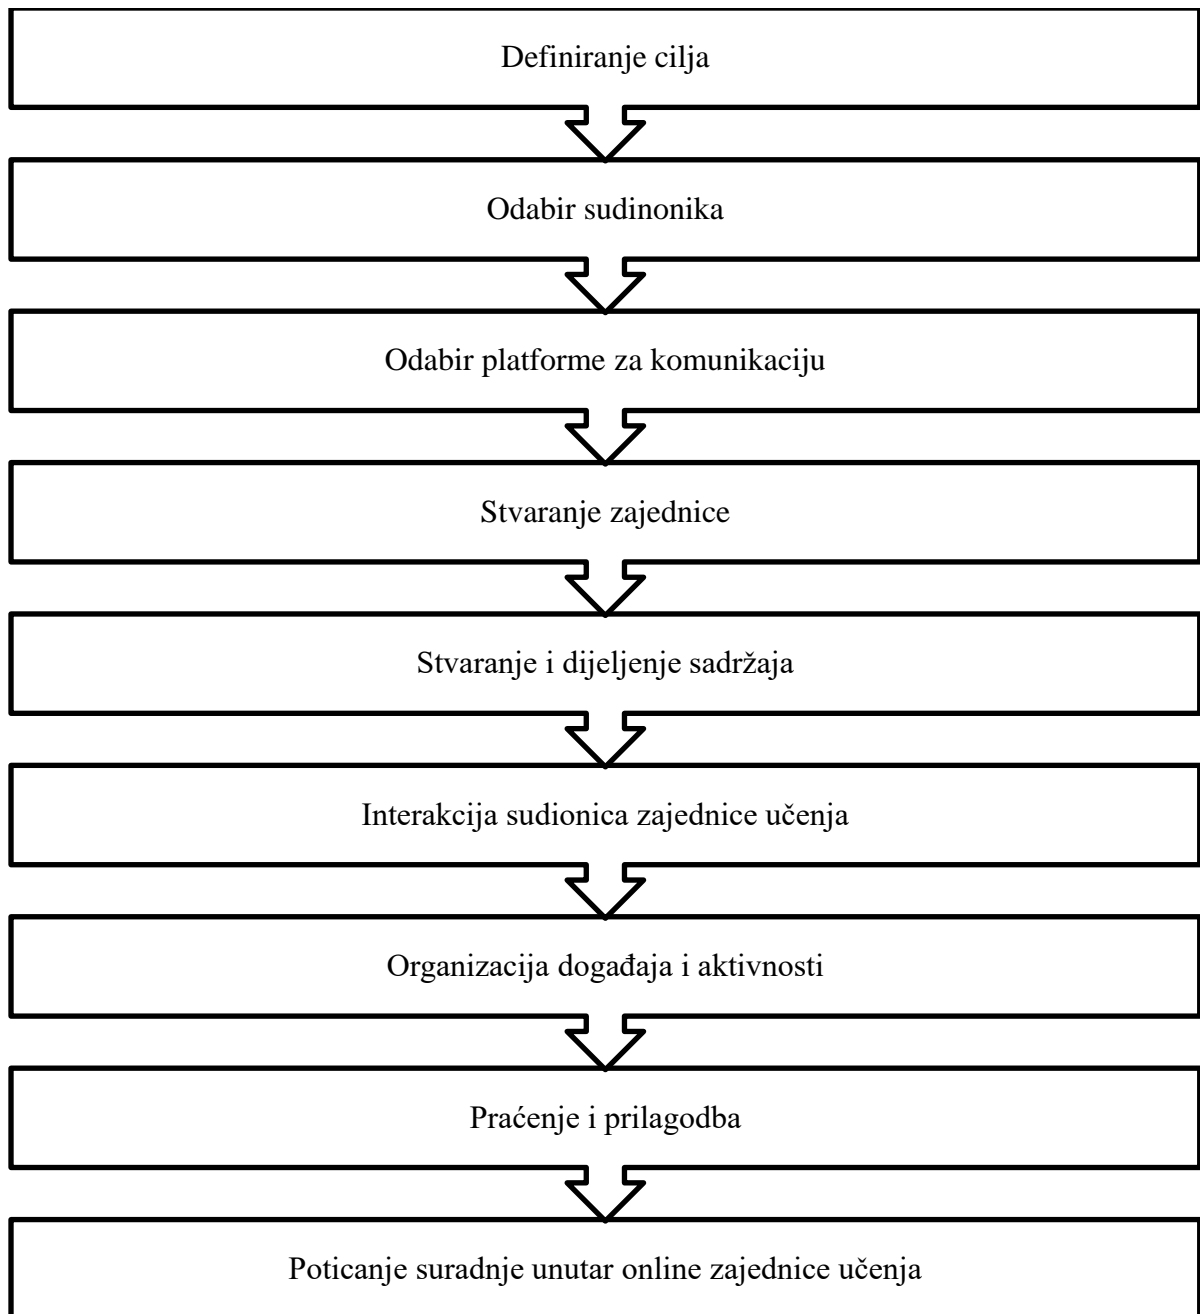 Definiranje cilja
Odabir sudinonika
Odabir platforme za komunikaciju
Stvaranje zajednice
Stvaranje i dijeljenje sadržaja
Interakcija sudionica zajednice učenja
Organizacija događaja i aktivnosti
Praćenje i prilagodba
Poticanje suradnje unutar online zajednice učenja